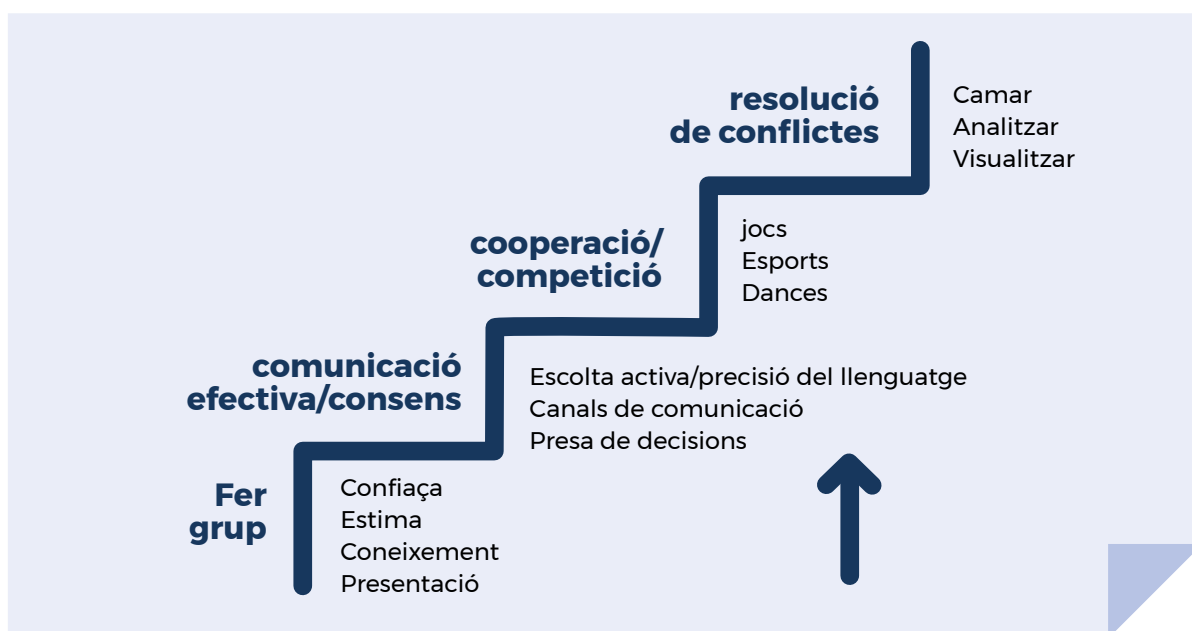 resolució
de conflictes
Camar
Analitzar
Visualitzar
cooperació/
competició
jocs
Esports
Dances
comunicació
efectiva/consens
Escolta activa/precisió del llenguatge
Canals de comunicació
Presa de decisions
Fer
grup
Confiaça
Estima
Coneixement
Presentació